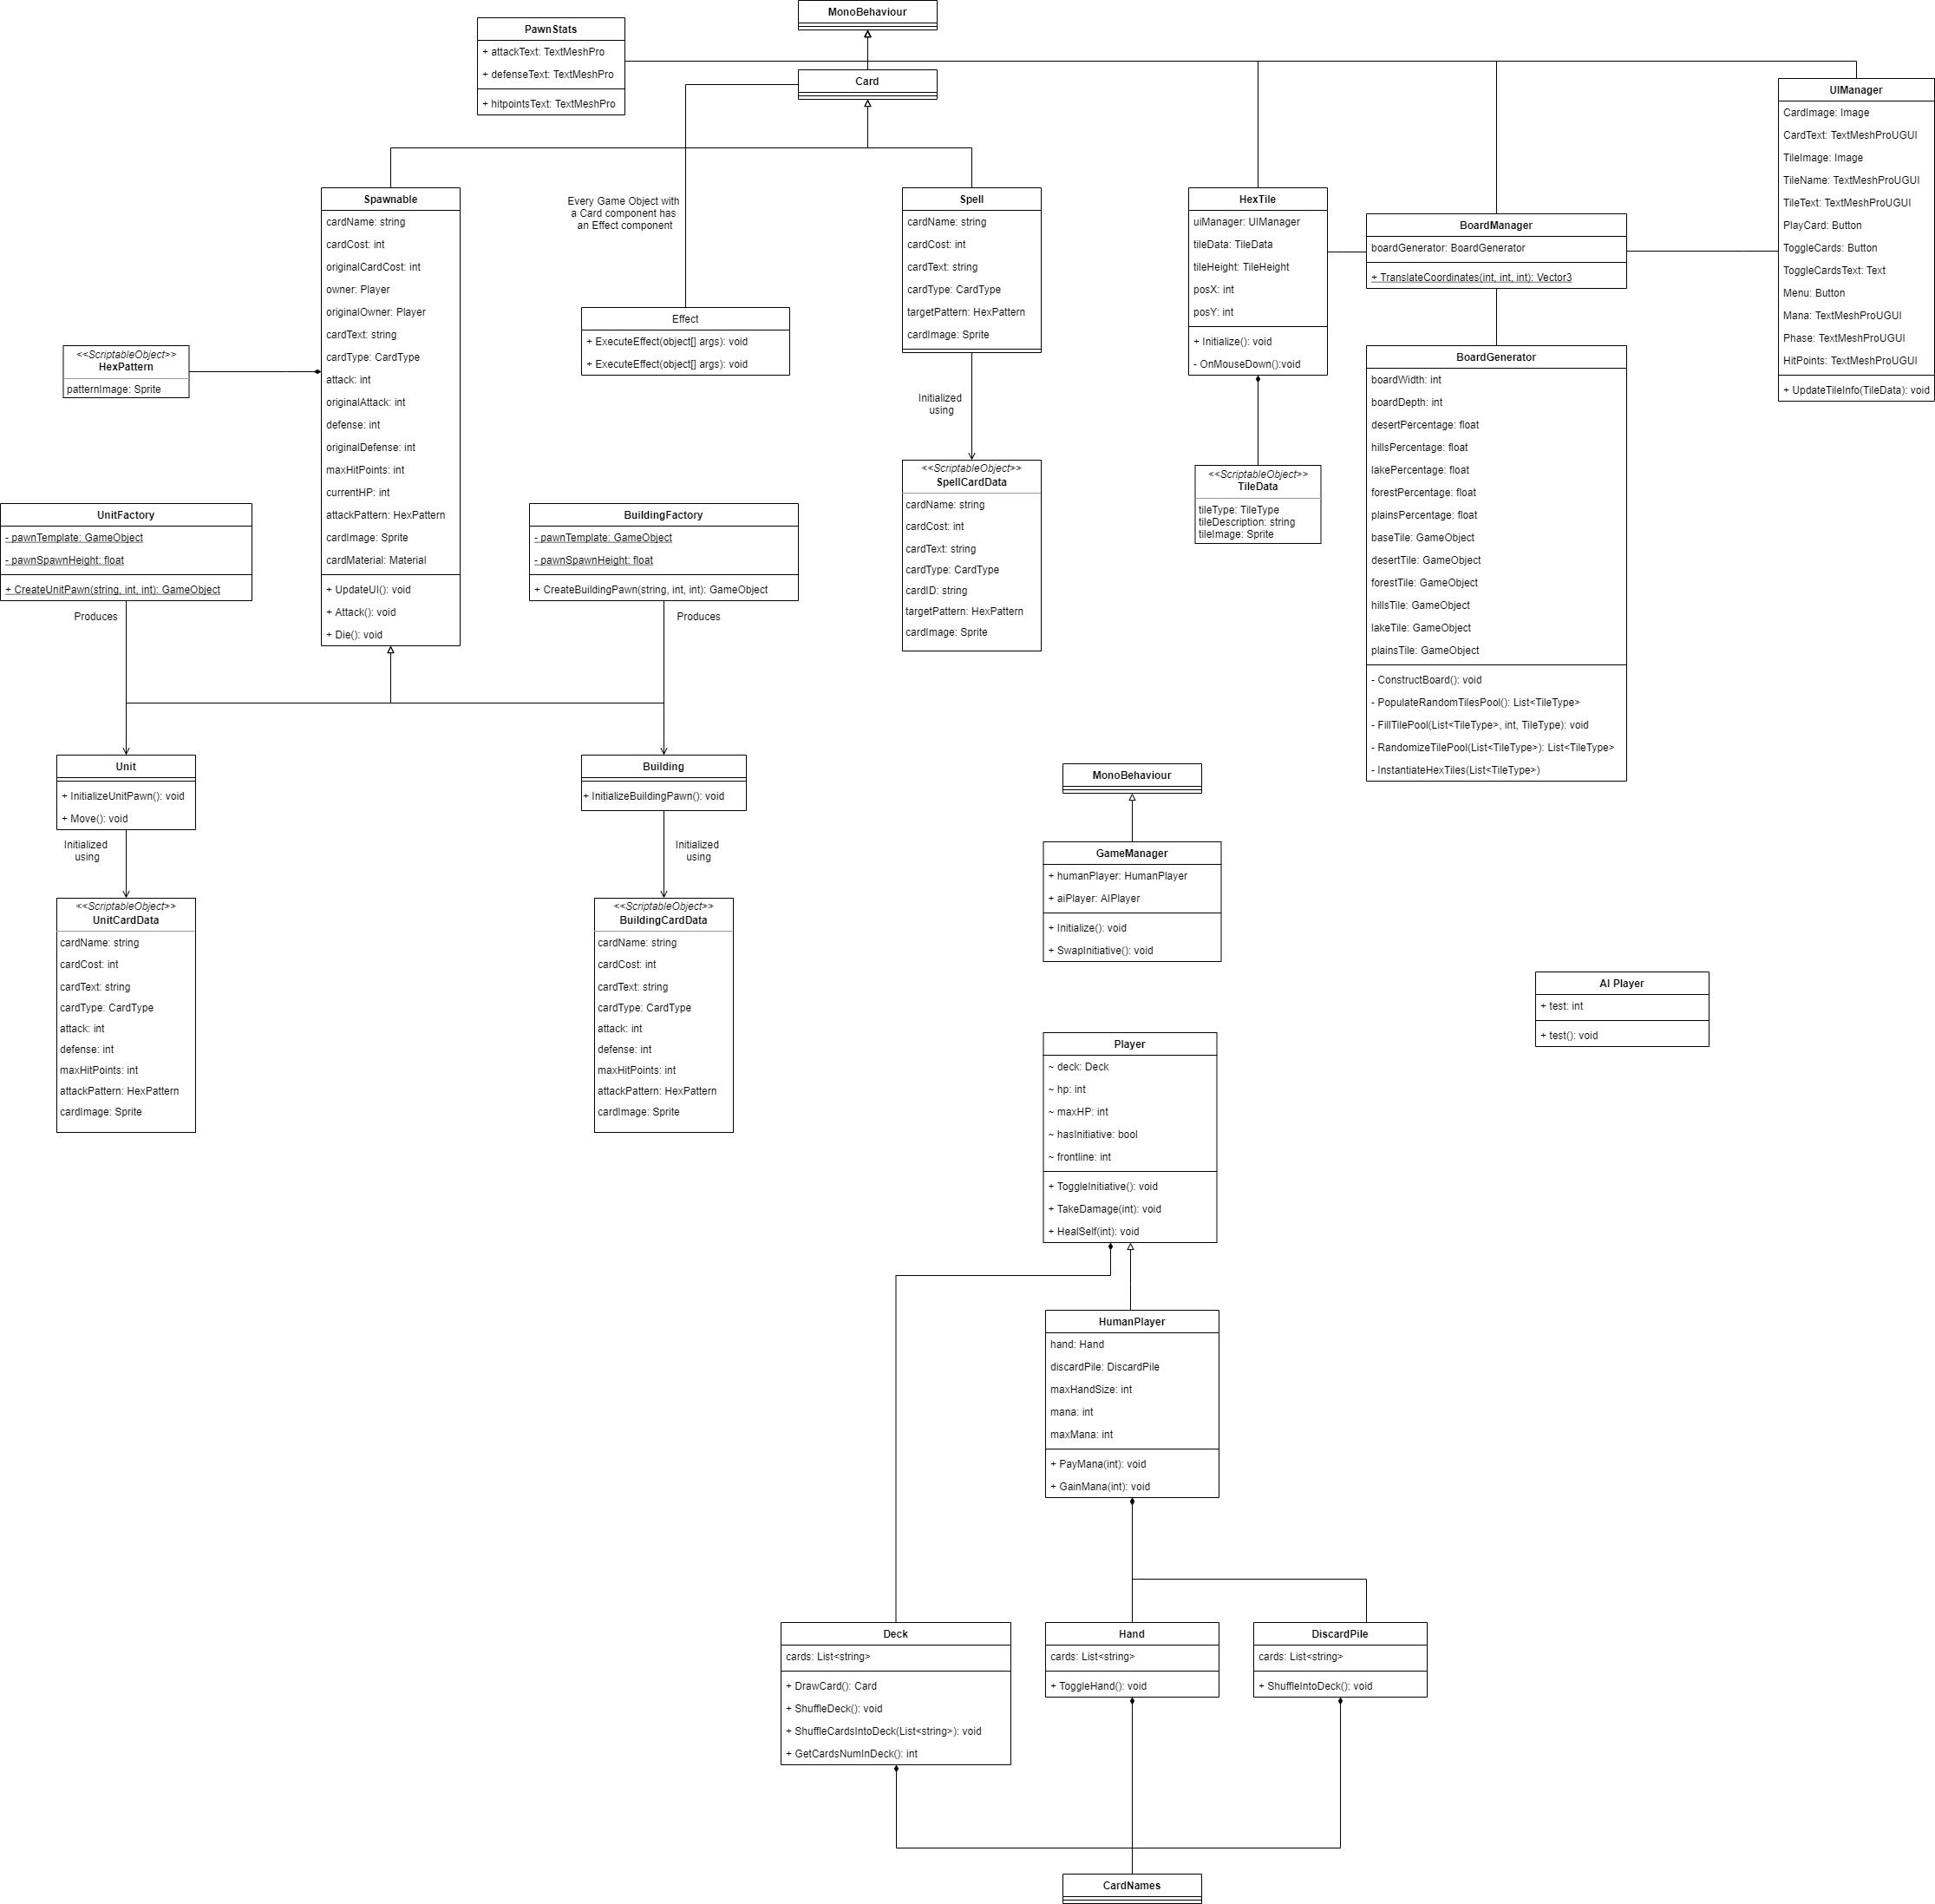 MonoBehaviour
PawnStats
+ attackText: TextMeshPro
+ defenseText: TextMeshPro
+ hitpointsText: TextMeshPro
Card
UIManager
CardImage: Image
CardText: TextMeshProUGUI
TileImage: Image
TileName: TextMeshProUGUI
TileText: TextMeshProUGUI
PlayCard: Button
ToggleCards: Button
ToggleCardsText: Text
Menu: Button
Mana: TextMeshProUGUI
Phase: TextMeshProUGUI
HitPoints: TextMeshProUGUI
+ UpdateTileInfo(TileData): void
Spawnable
cardName: string
cardCost: int
originalCardCost: int
owner: Player
originalOwner: Player
cardText: string
cardType: CardType
attack: int
originalAttack: int
defense: int
originalDefense: int
maxHitPoints: int
currentHP: int
attackPattern: HexPattern
cardImage: Sprite
cardMaterial: Material
+ UpdateUI(): void
+ Attack(): void
+ Die(): void
Every Game Object with
a Card component has
an Effect component
Effect
+ ExecuteEffect(object[] args): void
+ ExecuteEffect(object[] args): void
Spell
cardName: string
cardCost: int
cardText: string
cardType: CardType
targetPattern: HexPattern
cardImage: Sprite
Initialized
using
<<ScriptableObject>>
SpellCardData
cardName: string
cardCost: int
cardText: string
cardType: CardType
cardID: string
targetPattern: HexPattern
cardImage: Sprite
HexTile
uiManager: UIManager
tileData: TileData
tileHeight: TileHeight
posX: int
posY: int
+ Initialize(): void
- OnMouseDown():void
<<ScriptableObject>>
TileData
tileType: TileType
tileDescription: string
tileImage: Sprite
BoardManager
boardGenerator: BoardGenerator
+ TranslateCoordinates(int, int, int): Vector3
BoardGenerator
boardWidth: int
boardDepth: int
desertPercentage: float
hillsPercentage: float
lakePercentage: float
forestPercentage: float
plainsPercentage: float
baseTile: GameObject
desertTile: GameObject
forestTile: GameObject
hillsTile: GameObject
lakeTile: GameObject
plainsTile: GameObject
- ConstructBoard(): void
- PopulateRandomTilesPool(): List<TileType>
- FillTilePool(List<TileType>, int, TileType): void
- RandomizeTilePool(List<TileType>): List<TileType>
- InstantiateHexTiles(List<TileType>)
<<ScriptableObject>>
HexPattern
patternImage: Sprite
UnitFactory
- pawnTemplate: GameObject
- pawnSpawnHeight: float
+ CreateUnitPawn(string, int, int): GameObject
Produces
BuildingFactory
- pawnTemplate: GameObject
- pawnSpawnHeight: float
+ CreateBuildingPawn(string, int, int): GameObject
Produces
Unit
+ InitializeUnitPawn(): void
+ Move(): void
Initialized
using
<<ScriptableObject>>
UnitCardData
cardName: string
cardCost: int
cardText: string
cardType: CardType
attack: int
defense: int
maxHitPoints: int
attackPattern: HexPattern
cardImage: Sprite
Building
+ InitializeBuildingPawn(): void
Initialized
using
<<ScriptableObject>>
BuildingCardData
cardName: string
cardCost: int
cardText: string
cardType: CardType
attack: int
defense: int
maxHitPoints: int
attackPattern: HexPattern
cardImage: Sprite
MonoBehaviour
GameManager
+ humanPlayer: HumanPlayer
+ aiPlayer: AIPlayer
+ Initialize(): void
+ SwapInitiative(): void
AI Player
+ test: int
+ test(): void
Player
~ deck: Deck
~ hp: int
~ maxHP: int
~ hasInitiative: bool
~ frontline: int
+ ToggleInitiative(): void
+ TakeDamage(int): void
+ HealSelf(int): void
HumanPlayer
hand: Hand
discardPile: DiscardPile
maxHandSize: int
mana: int
maxMana: int
+ PayMana(int): void
+ GainMana(int): void
Deck
cards: List<string>
+ DrawCard(): Card
+ ShuffleDeck(): void
+ ShuffleCardsIntoDeck(List<string>): void
+ GetCardsNumInDeck(): int
Hand
cards: List<string>
+ ToggleHand(): void
DiscardPile
cards: List<string>
+ ShuffleIntoDeck(): void
CardNames